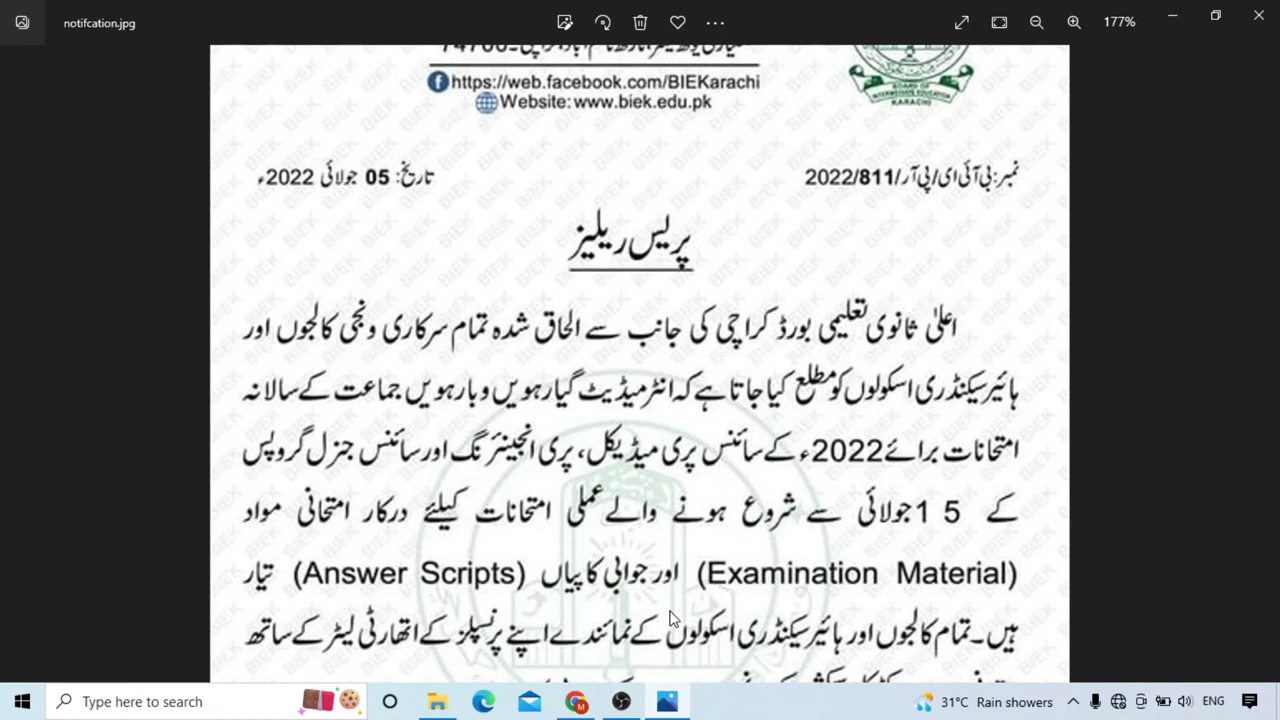 notifcation.jpg
177%
https://web.facebook.com/BIEKarachi
Website: www.biek.edu.pk
BOARD OF
INTERMEDIATE EDUCATION
KARACHI
نمبر: بی آئی ای/پی آر/811/2022
تاریخ: 05 جولائی 2022ء
پریس ریلیز
اعلیٰ ثانوی تعلیمی بورڈ کراچی کی جانب سے الحاق شدہ تمام سرکاری و نجی کالجوں اور
ہائیر سیکنڈری اسکولوں کو مطلع کیا جاتا ہے کہ انٹرمیڈیٹ گیارہویں و بارہویں جماعت کے سالانہ
امتحانات برائے 2022ء کے سائنس پری میڈیکل، پری انجینئرنگ اور سائنس جنرل گروپس
کے 15 جولائی سے شروع ہونے والے عملی امتحانات کیلئے درکار امتحانی مواد
(Examination Material) اور جوابی کاپیاں (Answer Scripts) تیار
ہیں۔ تمام کالجوں اور ہائیر سیکنڈری اسکولوں کے نمائندے اپنے پرنسپلز کے اتھارٹی لیٹر کے ساتھ
Type here to search
31°C Rain showers
ENG